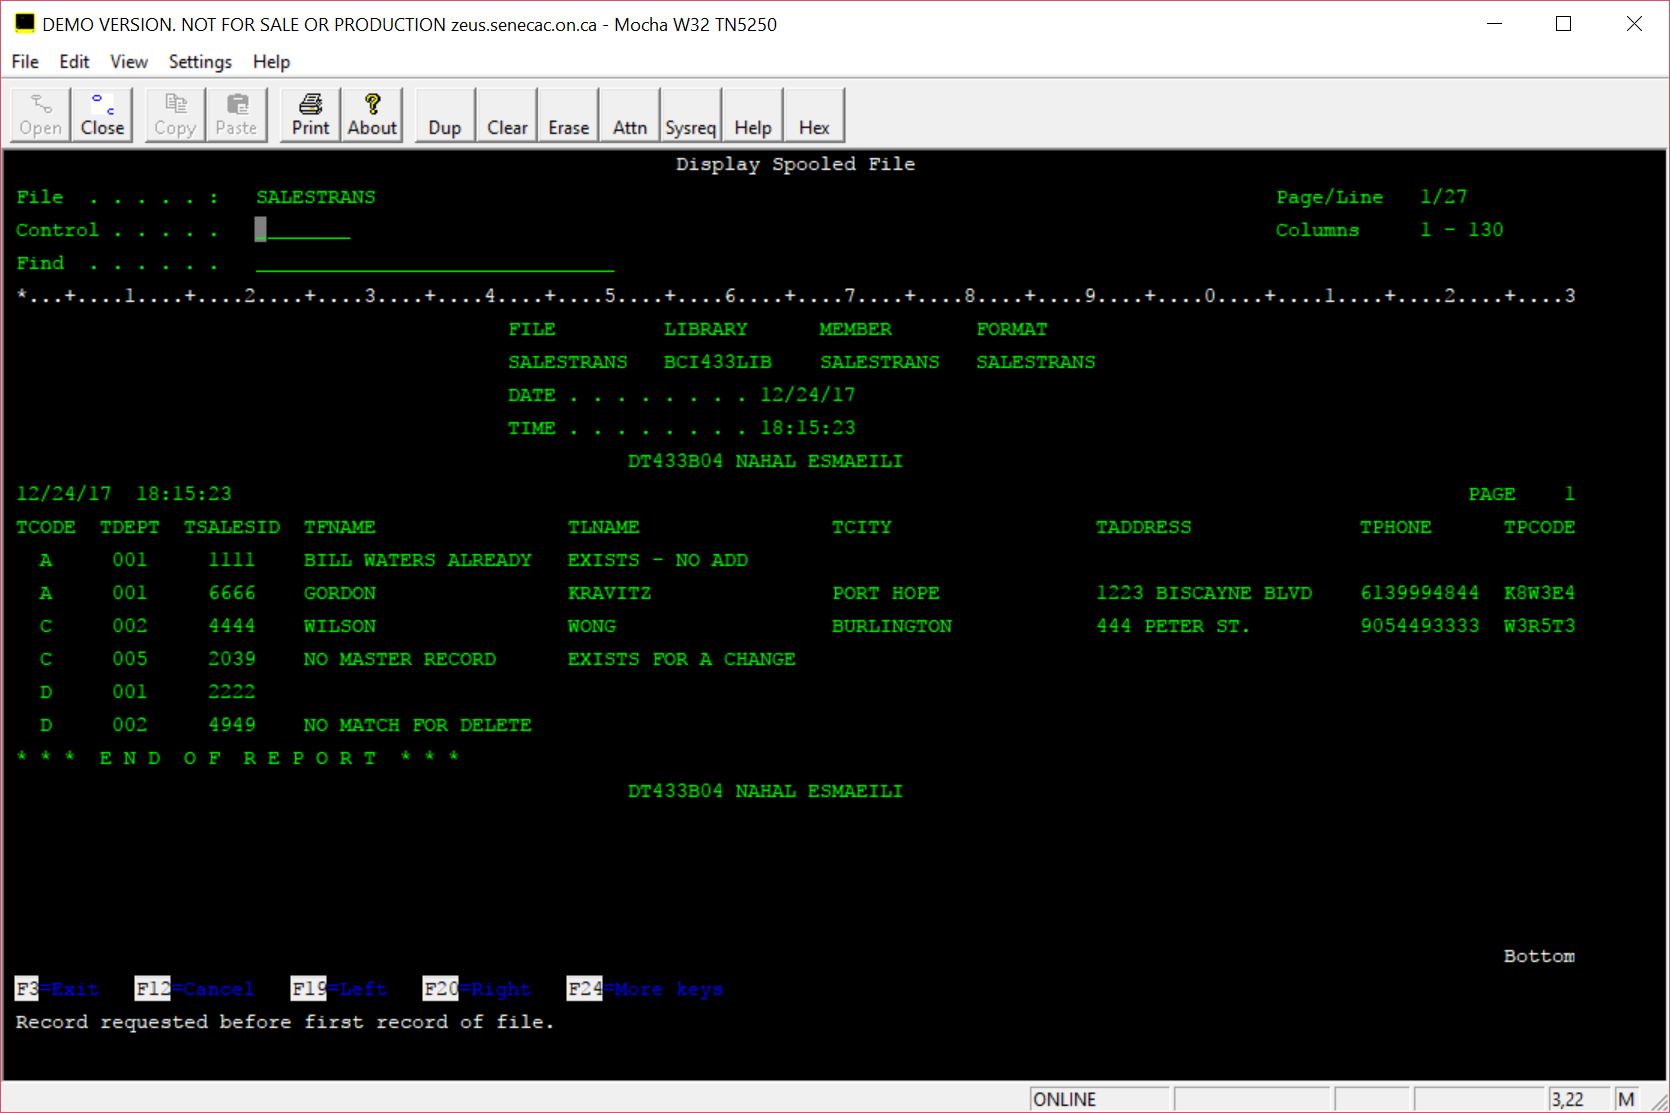 DEMO VERSION. NOT FOR SALE OR PRODUCTION zeus.senecac.on.ca - Mocha W32 TN5250
File Edit View Settings Help
Open Close Copy Paste Print About Dup Clear Erase Attn Sysreq Help Hex
Display Spooled File
File . . . . . : SALESTRANS Page/Line 1/27
Control . . . . . Columns 1 - 130
Find . . . . . .
*...+....1....+....2....+....3....+....4....+....5....+....6....+....7....+....8....+....9....+....0....+....1....+....2....+....3
FILE LIBRARY MEMBER FORMAT
SALESTRANS BCI433LIB SALESTRANS SALESTRANS
DATE . . . . . . . . 12/24/17
TIME . . . . . . . . 18:15:23
DT433B04 NAHAL ESMAEILI
12/24/17 18:15:23 PAGE 1
TCODE TDEPT TSALESID TFNAME TLNAME TCITY TADDRESS TPHONE TPCODE
A 001 1111 BILL WATERS ALREADY EXISTS - NO ADD
A 001 6666 GORDON KRAVITZ PORT HOPE 1223 BISCAYNE BLVD 6139994844 K8W3E4
C 002 4444 WILSON WONG BURLINGTON 444 PETER ST. 9054493333 W3R5T3
C 005 2039 NO MASTER RECORD EXISTS FOR A CHANGE
D 001 2222
D 002 4949 NO MATCH FOR DELETE
* * * E N D O F R E P O R T * * *
DT433B04 NAHAL ESMAEILI
Bottom
F3=Exit F12=Cancel F19=Left F20=Right F24=More keys
Record requested before first record of file.
ONLINE 3,22 M